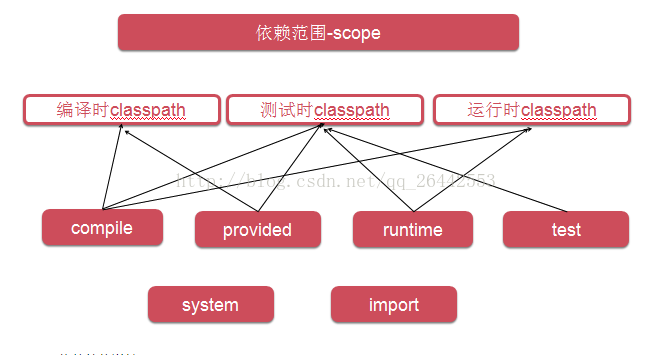 依赖范围-scope
编译时classpath
测试时classpath
运行时classpath
http://blog.csdn.net/qq_26442553
compile
provided
runtime
test
system
import